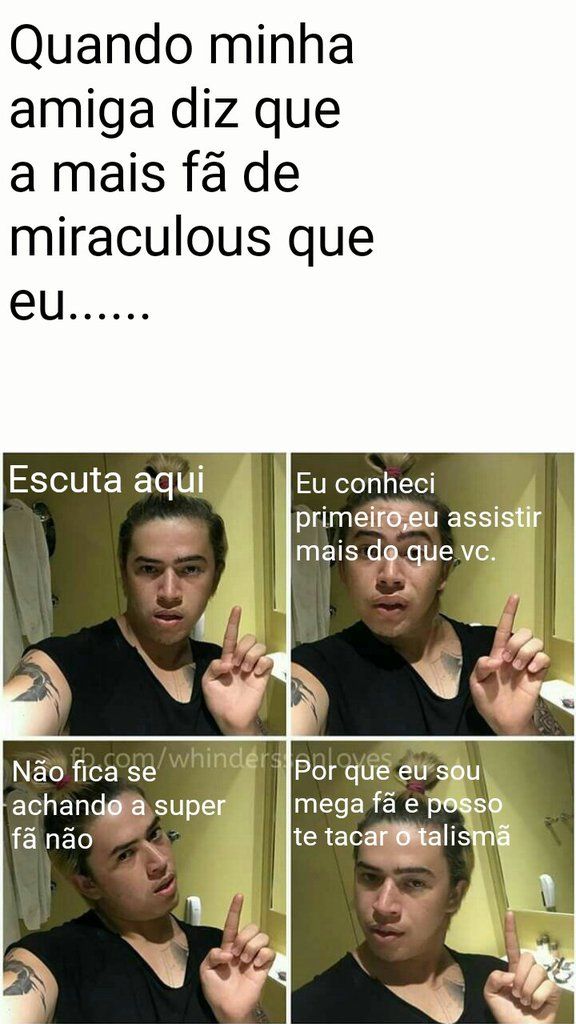 Quando minha
amiga diz que
a mais fã de
miraculous que
eu......
Escuta aqui
Eu conheci
primeiro,eu assistir
mais do que vc.
fb.com/whinderssonloves
Não fica se
achando a super
fã não
Por que eu sou
mega fã e posso
te tacar o talismã